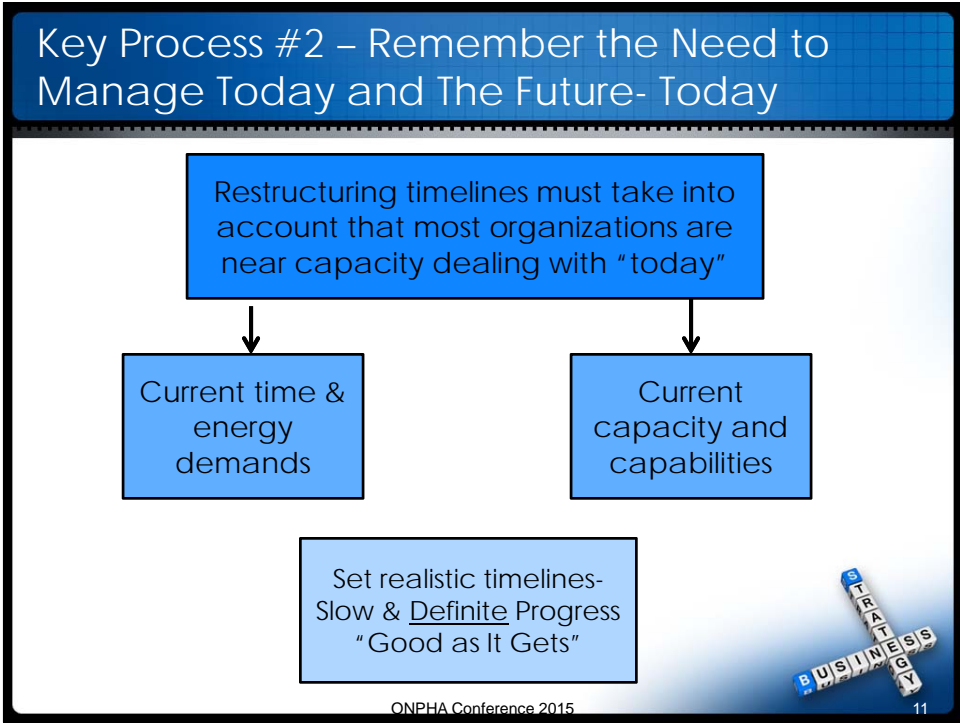 Key Process #2 – Remember the Need to
Manage Today and The Future- Today
Restructuring timelines must take into
account that most organizations are
near capacity dealing with “today”
Current time &
energy
demands
Current
capacity and
capabilities
Set realistic timelines-
Slow & Definite Progress
“Good as It Gets”
STRATEGY
BUSINESS
ONPHA Conference 2015
11